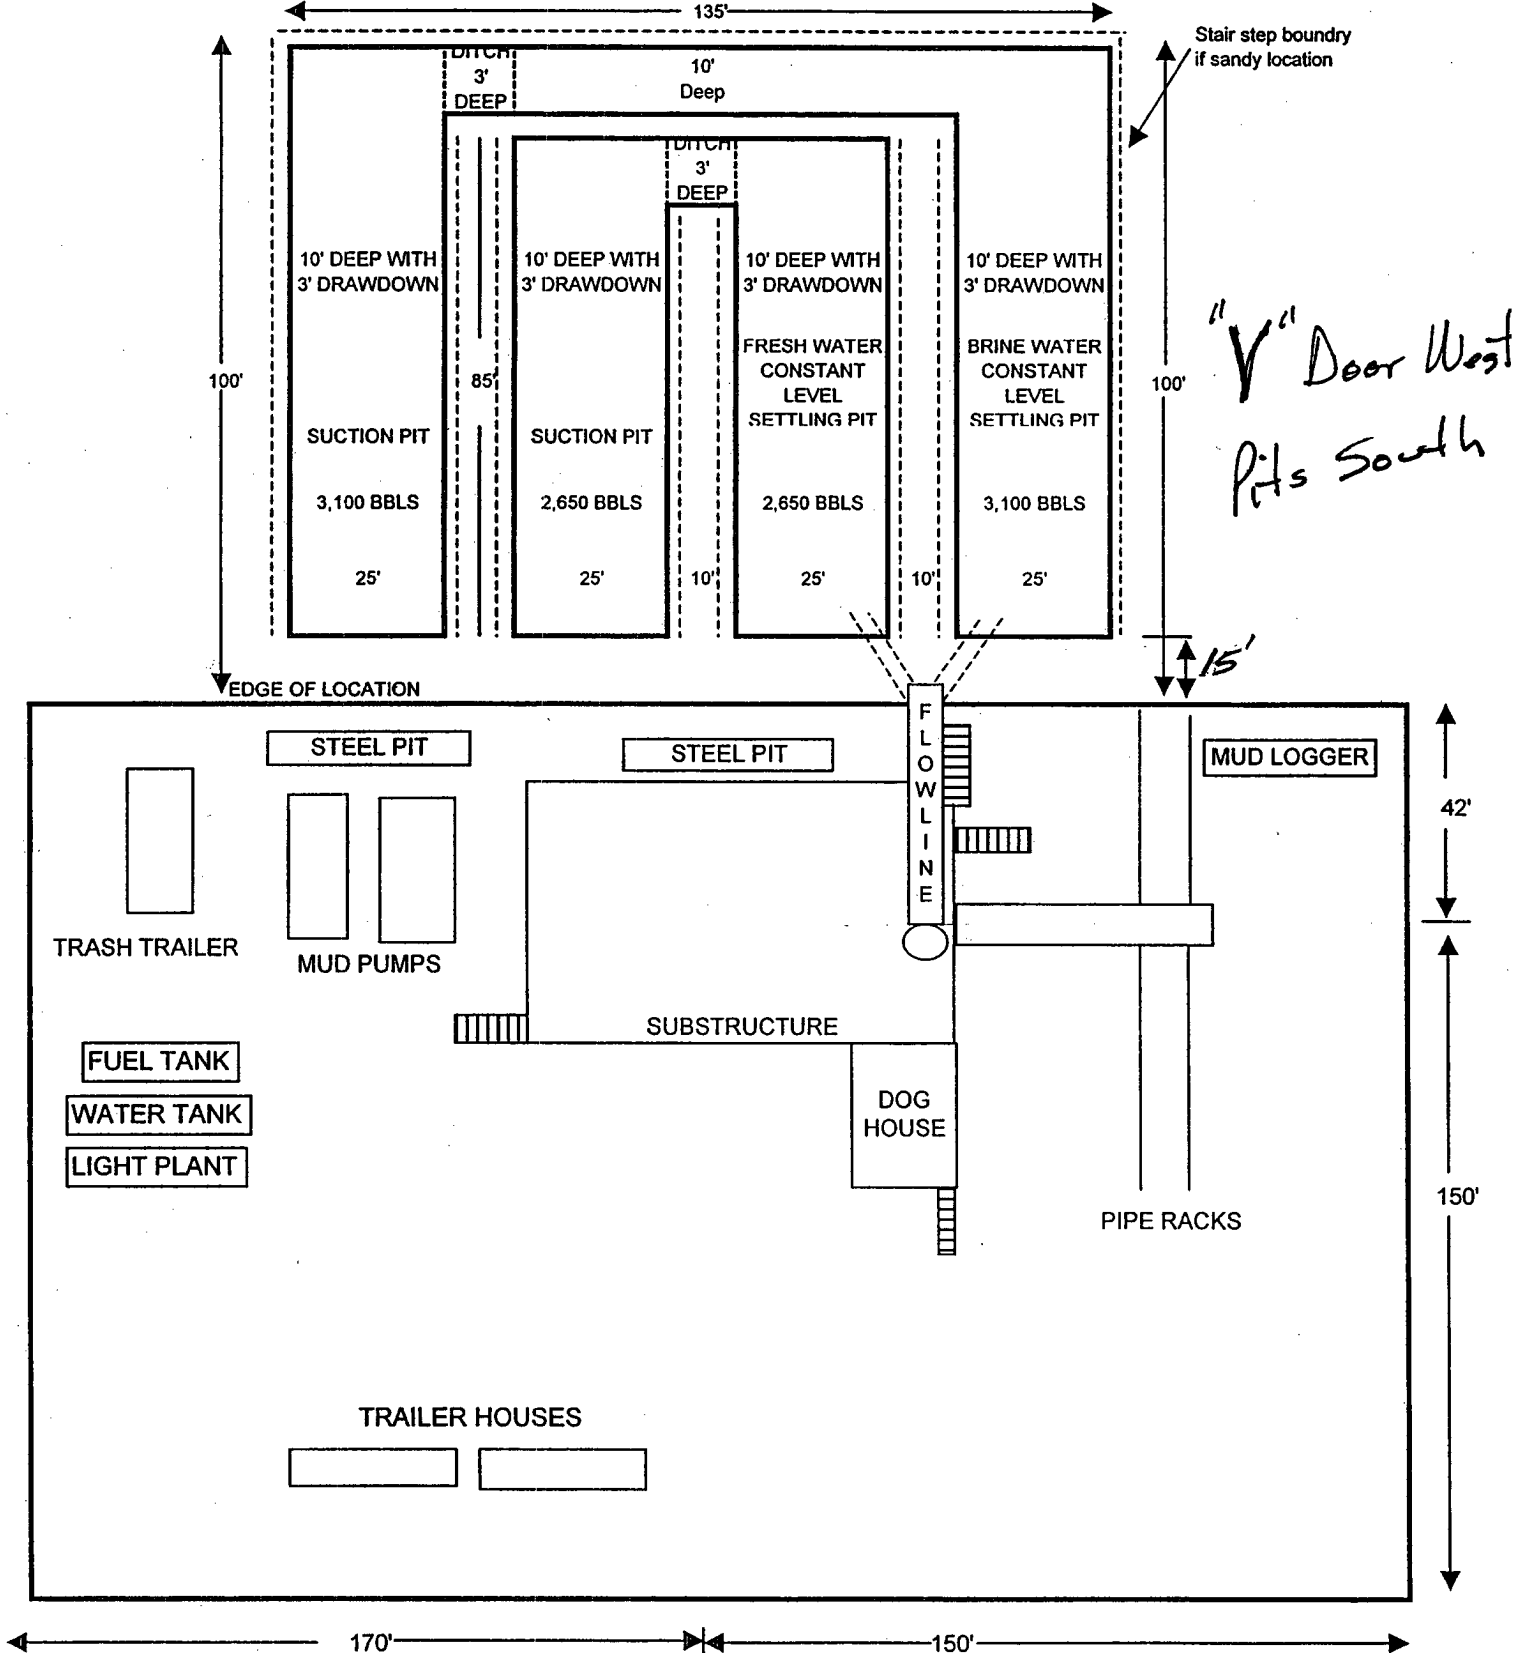 135'
Stair step boundry
if sandy location
DITCH
3'
DEEP
10'
Deep
DITCH
3'
DEEP
10' DEEP WITH
3' DRAWDOWN
10' DEEP WITH
3' DRAWDOWN
10' DEEP WITH
3' DRAWDOWN
10' DEEP WITH
3' DRAWDOWN
FRESH WATER
CONSTANT
LEVEL
SETTLING PIT
BRINE WATER
CONSTANT
LEVEL
SETTLING PIT
100'
85'
100'
"V" Door West
Pits South
SUCTION PIT
SUCTION PIT
3,100 BBLS
2,650 BBLS
2,650 BBLS
3,100 BBLS
25'
25'
10'
25'
10'
25'
15'
EDGE OF LOCATION
STEEL PIT
STEEL PIT
FLOWLINE
MUD LOGGER
42'
TRASH TRAILER
MUD PUMPS
SUBSTRUCTURE
FUEL TANK
WATER TANK
LIGHT PLANT
DOG
HOUSE
150'
PIPE RACKS
TRAILER HOUSES
170'
150'